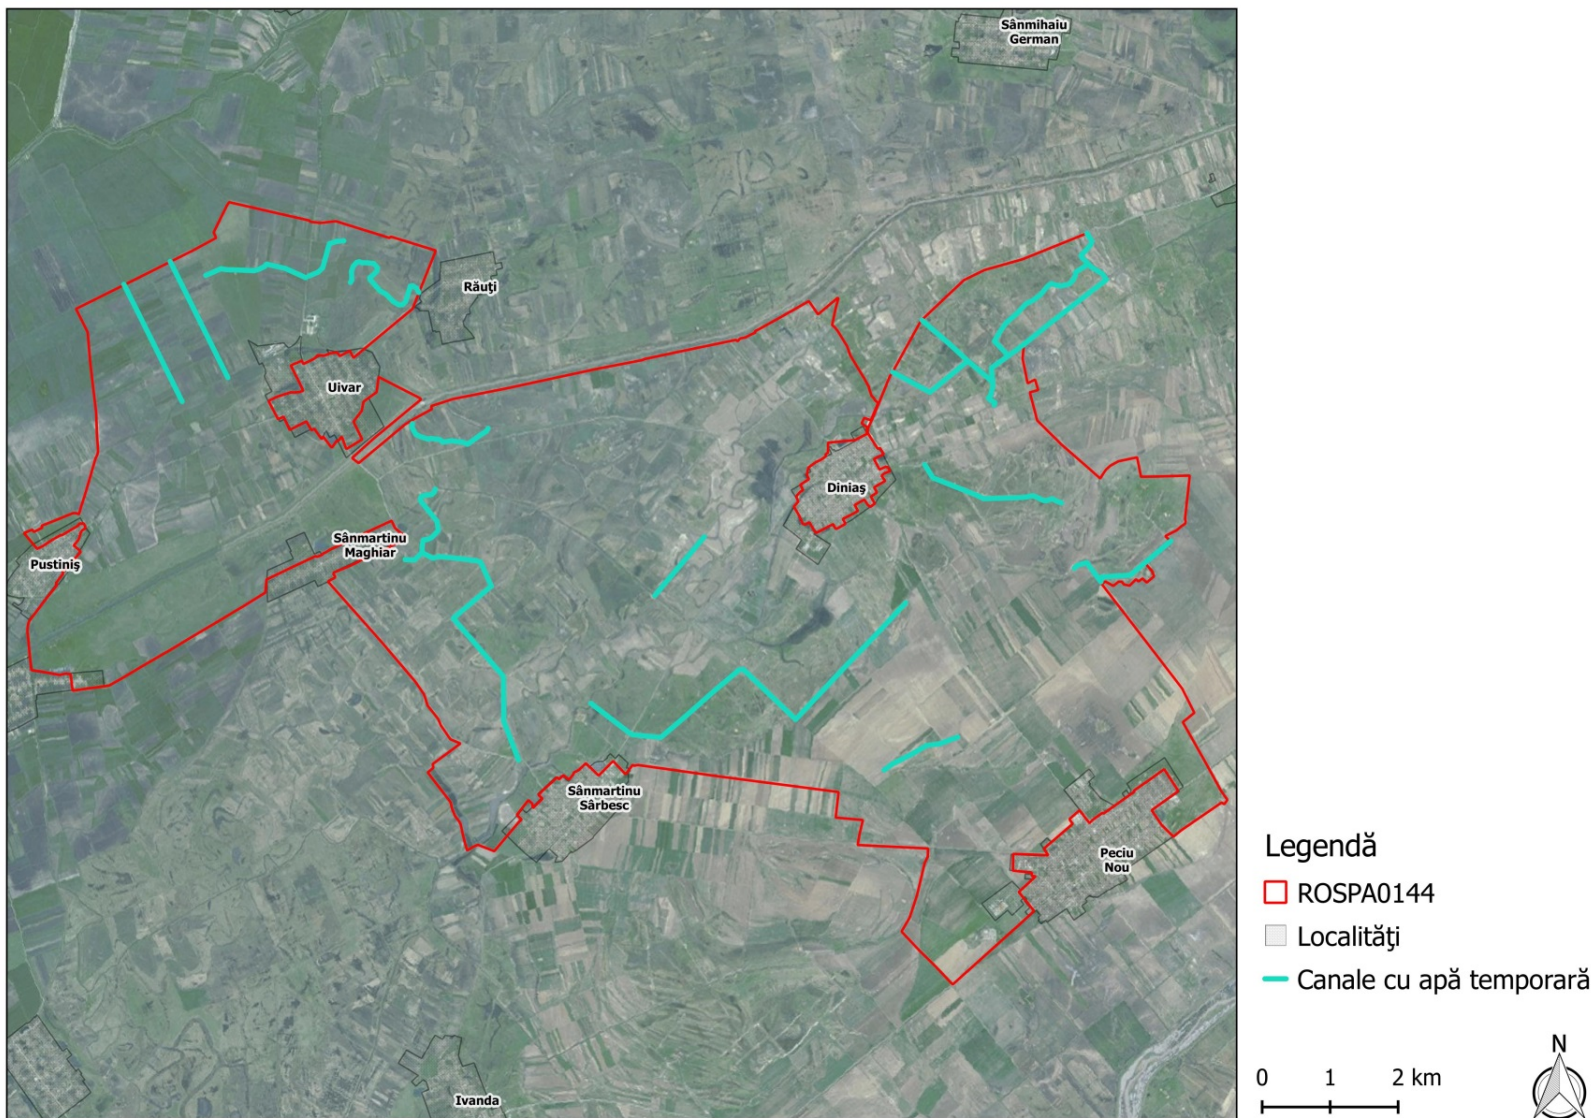 Sânmihaiu
German
Răuţi
Uivar
Diniaş
Sânmartinu
Maghiar
Pustiniş
Sânmartinu
Sârbesc
Peciu
Nou
Ivanda
Legendă
ROSPA0144
Localităţi
Canale cu apă temporară
0 1 2 km
N